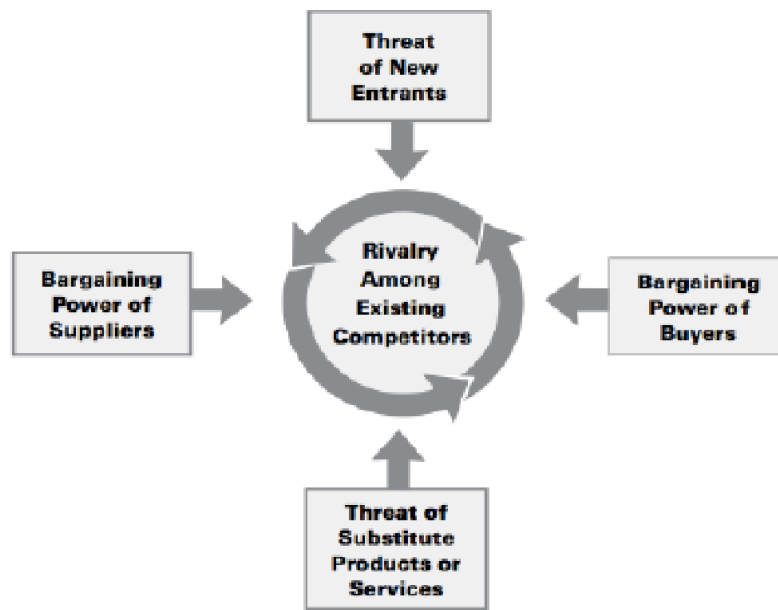 Threat
of New
Entrants
Rivalry
Among
Existing
Competitors
Bargaining
Power of
Suppliers
Bargaining
Power of
Buyers
Threat of
Substitute
Products or
Services